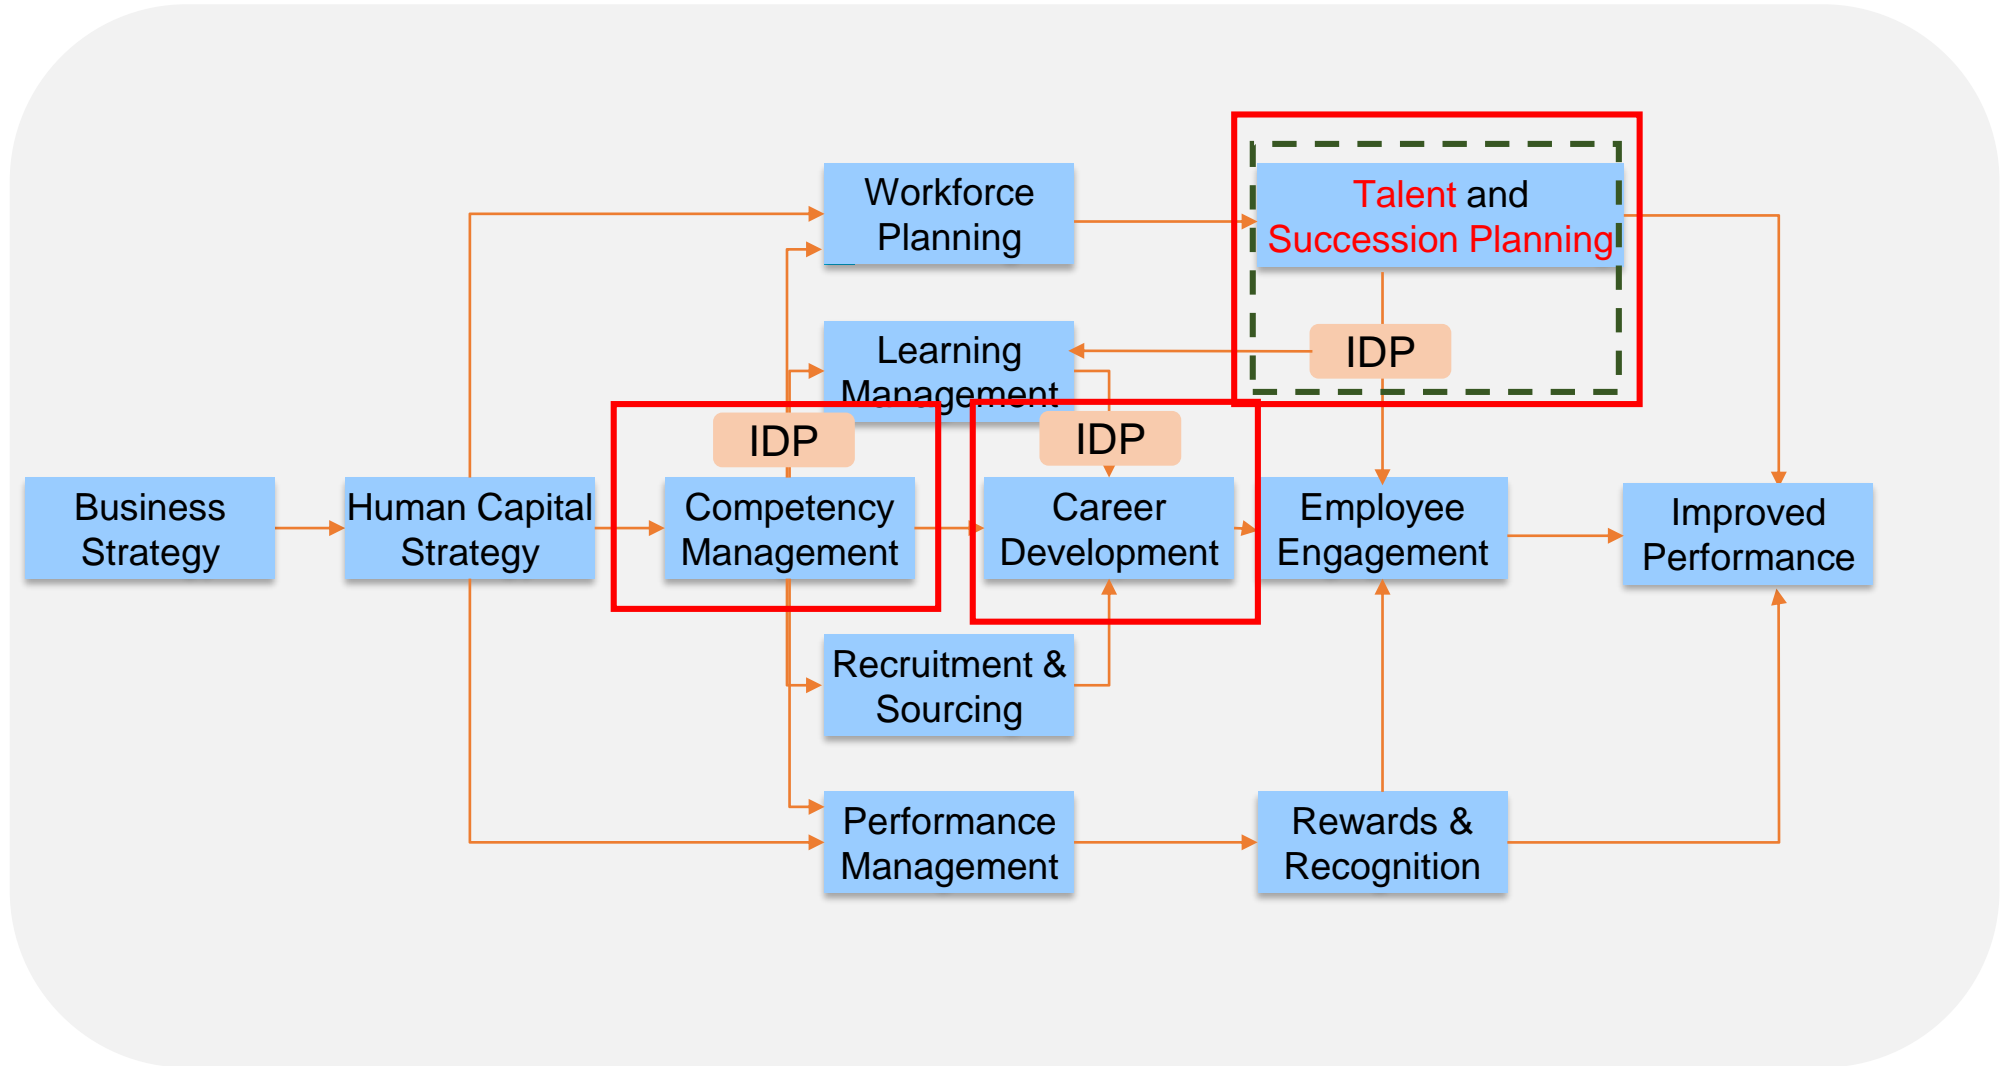 Workforce
Planning
Talent and
Succession Planning
Learning
Management
IDP
IDP
IDP
Business
Strategy
Human Capital
Strategy
Competency
Management
Career
Development
Employee
Engagement
Improved
Performance
Recruitment &
Sourcing
Performance
Management
Rewards &
Recognition